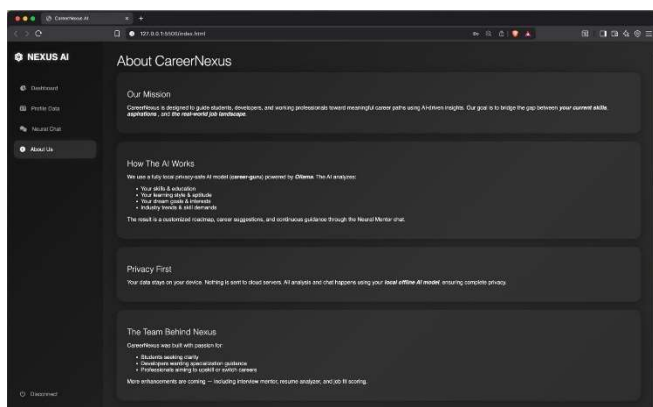 CareerNexus AI
127.0.0.1:5500/index.html
NEXUS AI
Dashboard
Profile Data
Neural Chat
About Us
Disconnect
About CareerNexus
Our Mission
CareerNexus is designed to guide students, developers, and working professionals toward meaningful career paths using AI-driven insights. Our goal is to bridge the gap between your current skills,
aspirations , and the real-world job landscape.
How The AI Works
We use a fully local privacy-safe AI model (career-guru) powered by Ollama. The AI analyzes:
• Your skills & education
• Your learning style & aptitude
• Your dream goals & interests
• Industry trends & skill demands
The result is a customized roadmap, career suggestions, and continuous guidance through the Neural Mentor chat.
Privacy First
Your data stays on your device. Nothing is sent to cloud servers. All analysis and chat happens using your local offline AI model, ensuring complete privacy.
The Team Behind Nexus
CareerNexus was built with passion for:
• Students seeking clarity
• Developers wanting specialization guidance
• Professionals aiming to upskill or switch careers
More enhancements are coming — including interview mentor, resume analyzer, and job fit scoring.